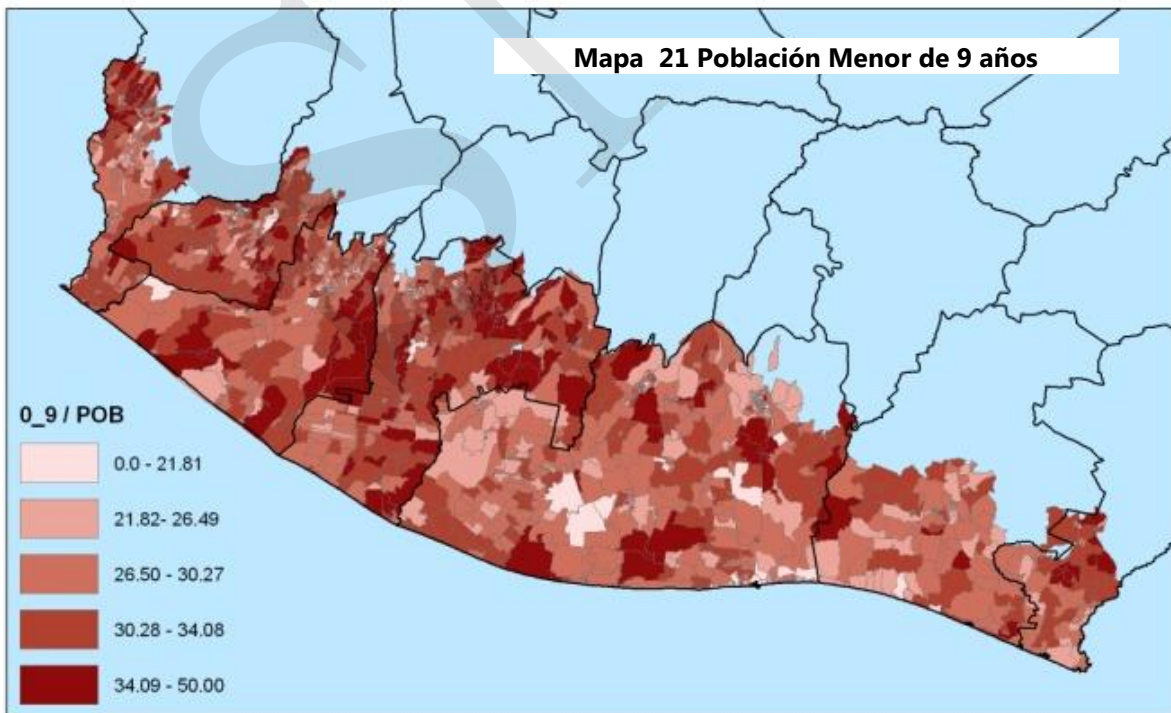 Mapa 21 Población Menor de 9 años
0_9 / POB
0.0 - 21.81
21.82- 26.49
26.50 - 30.27
30.28 - 34.08
34.09 - 50.00